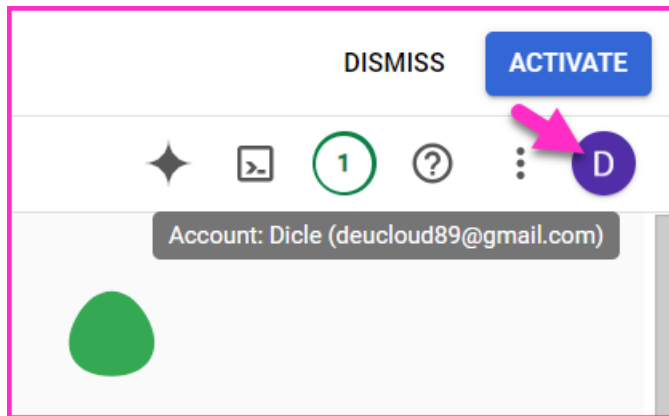 DISMISS
ACTIVATE
1
D
Account: Dicle (deucloud89@gmail.com)